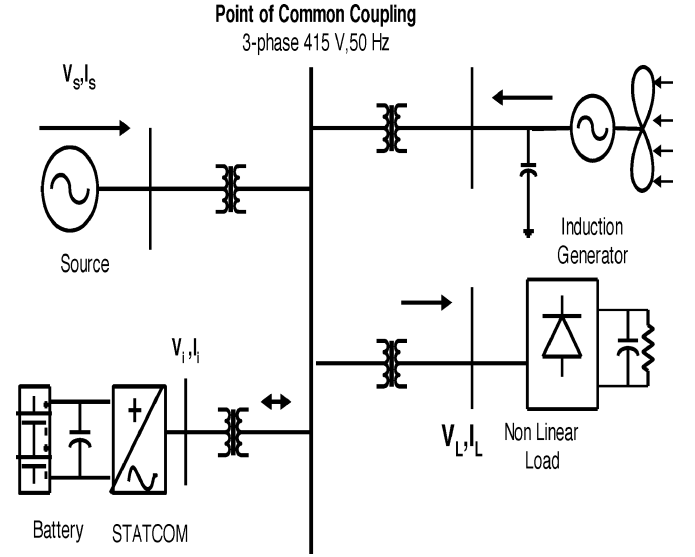 Point of Common Coupling
3-phase 415 V,50 Hz
Vs,Is
Source
Induction
Generator
Vi,Ii
VL,IL
Non Linear
Load
Battery
STATCOM